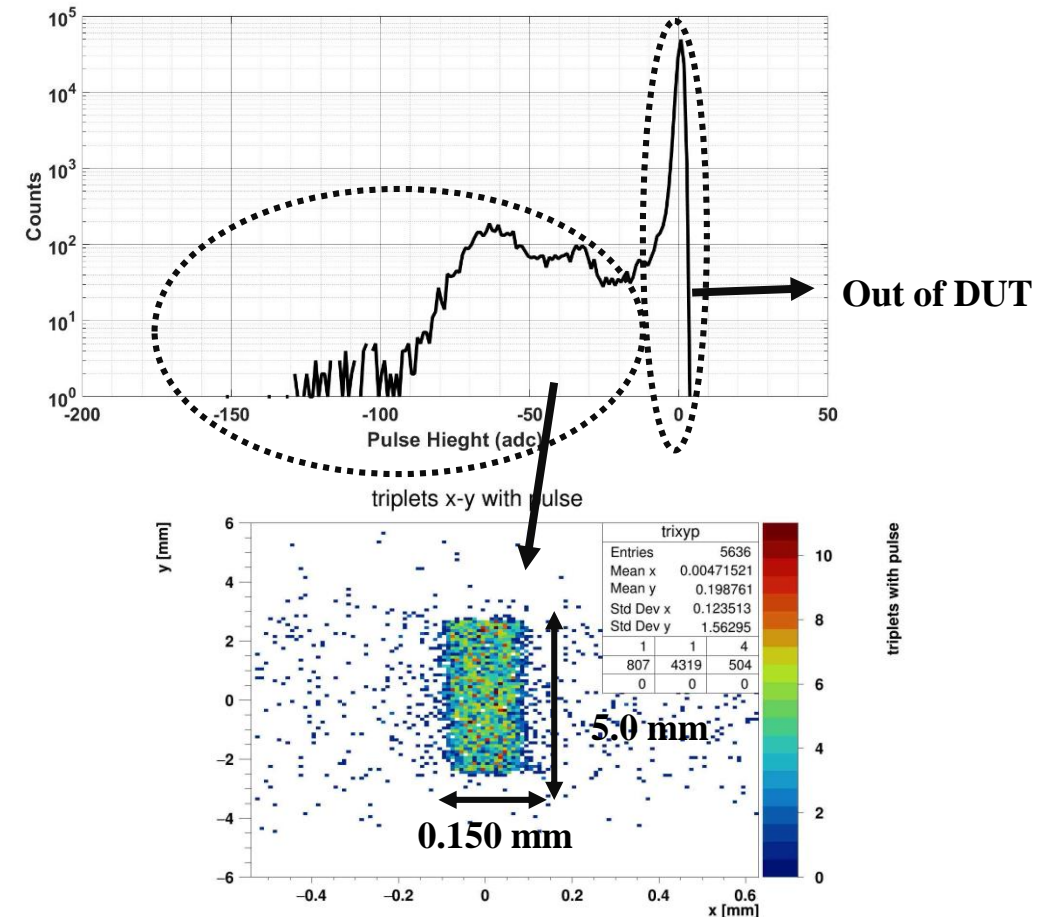 10^5
10^4
10^3
10^2
10^1
10^0
Counts
-200
-150
-100
-50
0
50
Pulse Hieght (adc)
Out of DUT
triplets x-y with pulse
y [mm]
6
4
2
0
−2
−4
−6
trixyp
Entries 5636
Mean x 0.00471521
Mean y 0.198761
Std Dev x 0.123513
Std Dev y 1.56295
1 1 4
807 4319 504
0 0 0
5.0 mm
0.150 mm
−0.4
−0.2
0
0.2
0.4
0.6
x [mm]
10
8
6
4
2
0
triplets with pulse